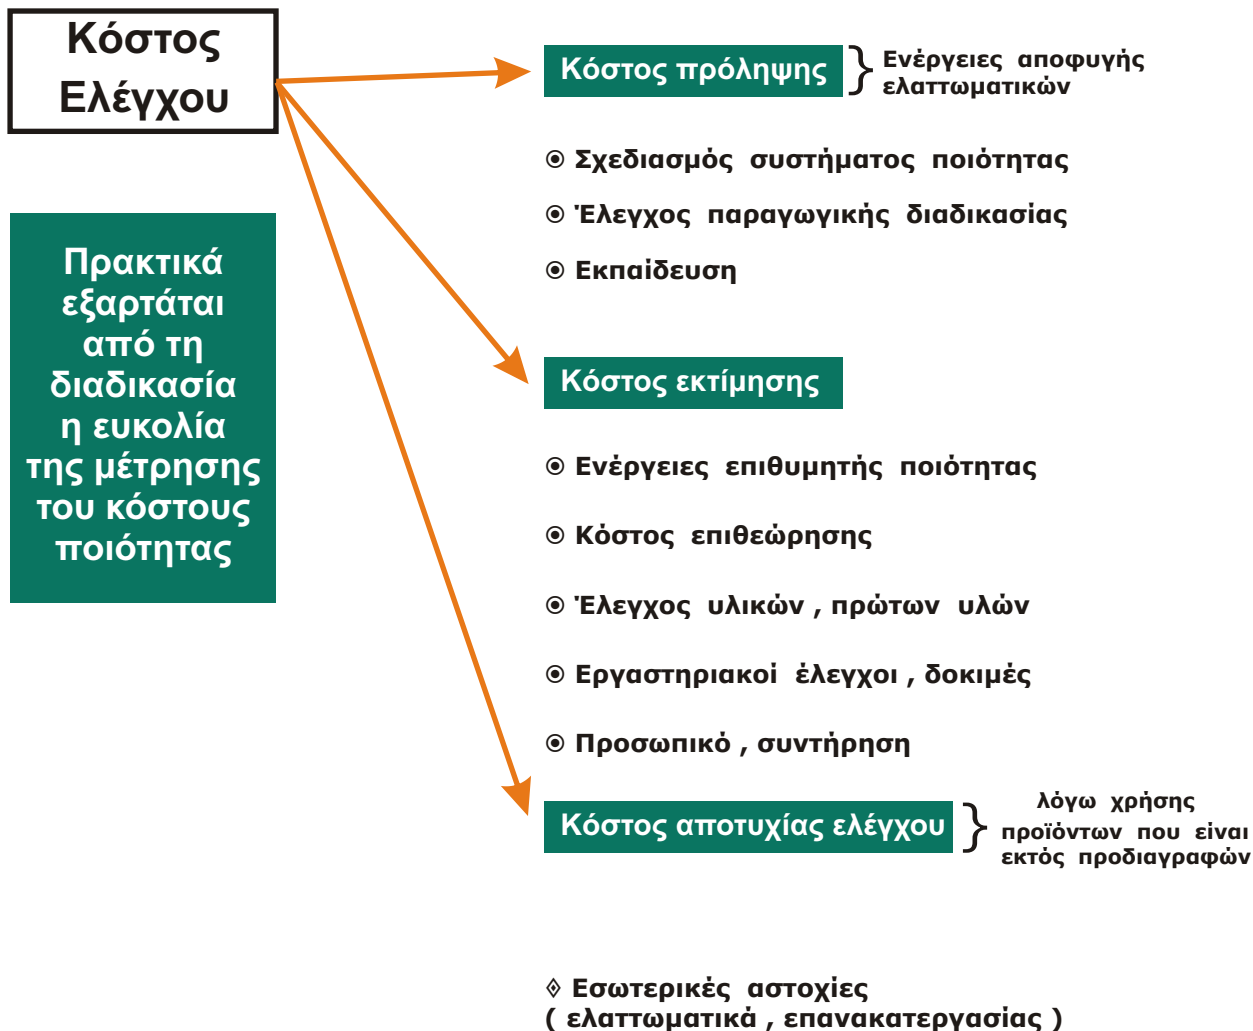 Κόστος
Ελέγχου
Πρακτικά
εξαρτάται
από τη
διαδικασία
η ευκολία
της μέτρησης
του κόστους
ποιότητας
Κόστος πρόληψης
Ενέργειες αποφυγής
ελαττωματικών
Σχεδιασμός συστήματος ποιότητας
Έλεγχος παραγωγικής διαδικασίας
Εκπαίδευση
Κόστος εκτίμησης
Ενέργειες επιθυμητής ποιότητας
Κόστος επιθεώρησης
Έλεγχος υλικών , πρώτων υλών
Εργαστηριακοί έλεγχοι , δοκιμές
Προσωπικό , συντήρηση
Κόστος αποτυχίας ελέγχου
λόγω χρήσης
προϊόντων που είναι
εκτός προδιαγραφών
Εσωτερικές αστοχίες
( ελαττωματικά , επανακατεργασίας )